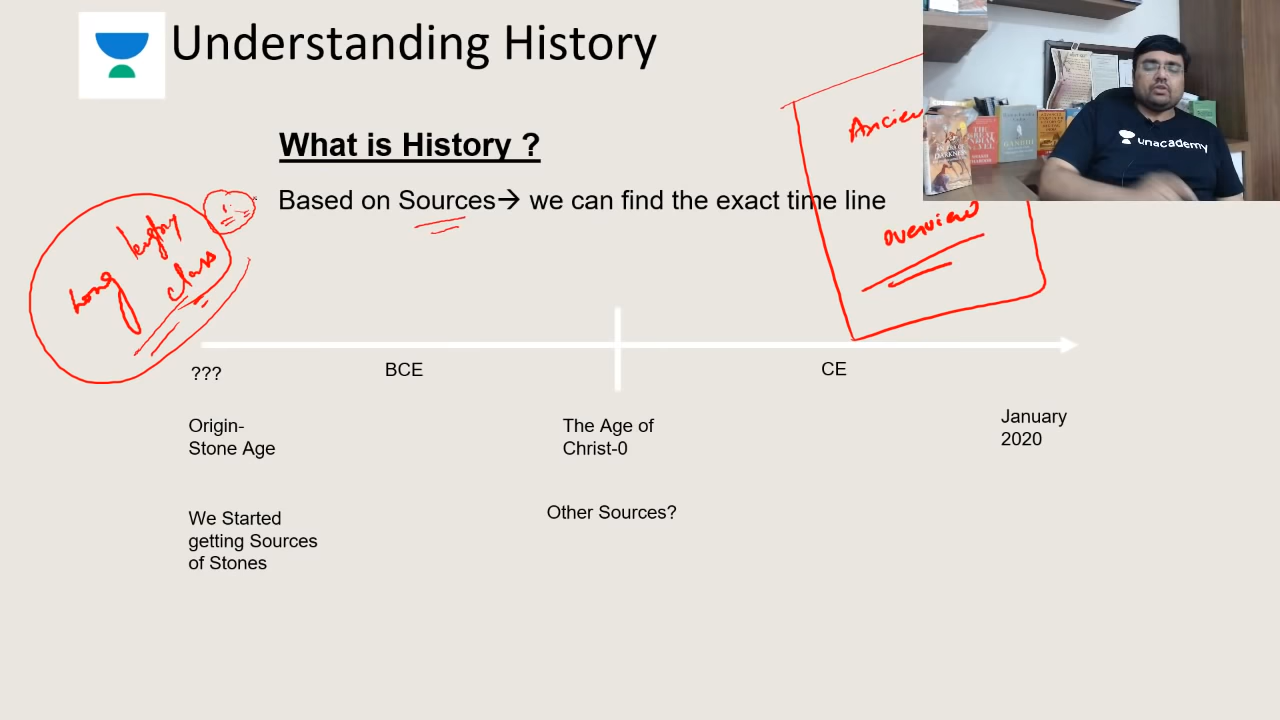 Understanding History
What is History ?
Based on Sources→ we can find the exact time line
Ancien
overview
Long
lengthy
class
unacademy
???
BCE
CE
Origin-
Stone Age
The Age of
Christ-0
January
2020
We Started
getting Sources
of Stones
Other Sources?